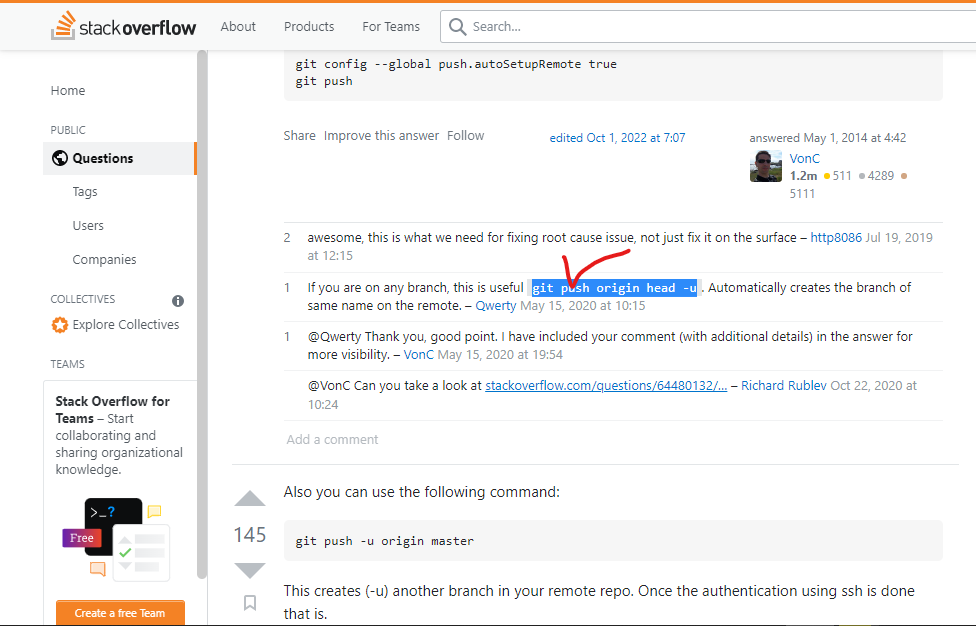 stackoverflow
About
Products
For Teams
Search...
git config --global push.autoSetupRemote true
git push
Home
PUBLIC
Questions
Tags
Users
Companies
COLLECTIVES
Explore Collectives
TEAMS
Stack Overflow for
Teams – Start
collaborating and
sharing organizational
knowledge.
>_?
Free
Create a free Team
Share Improve this answer Follow
edited Oct 1, 2022 at 7:07
answered May 1, 2014 at 4:42
VonC
1.2m 511 4289
5111
2 awesome, this is what we need for fixing root cause issue, not just fix it on the surface – http8086 Jul 19, 2019
at 12:15
1 If you are on any branch, this is useful git push origin head -u . Automatically creates the branch of
same name on the remote. – Qwerty May 15, 2020 at 10:15
1 @Qwerty Thank you, good point. I have included your comment (with additional details) in the answer for
more visibility. – VonC May 15, 2020 at 19:54
@VonC Can you take a look at stackoverflow.com/questions/64480132/... – Richard Rublev Oct 22, 2020 at
10:24
Add a comment
145
Also you can use the following command:
git push -u origin master
This creates (-u) another branch in your remote repo. Once the authentication using ssh is done
that is.